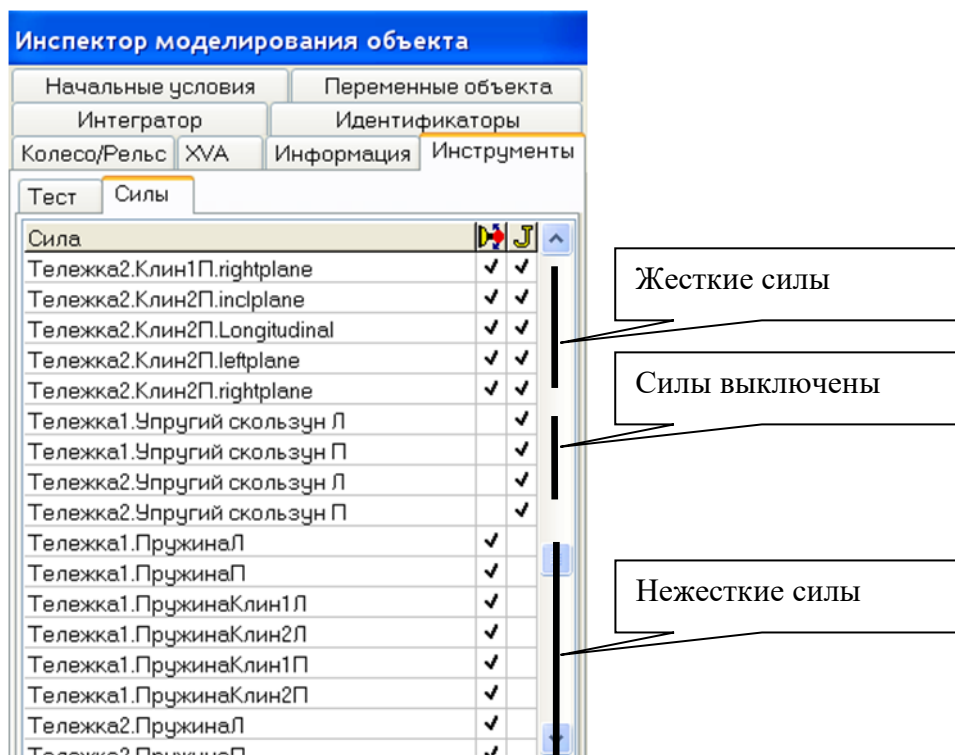 Инспектор моделирования объекта
Начальные условия Переменные объекта
Интегратор Идентификаторы
Колесо/Рельс XVA Информация Инструменты
Тест Силы
Сила J
Тележка2.Клин1П.rightplane
Тележка2.Клин2П.inclplane
Тележка2.Клин2П.Longitudinal
Тележка2.Клин2П.leftplane
Тележка2.Клин2П.rightplane
Тележка1.Упругий скользун Л
Тележка1.Упругий скользун П
Тележка2.Упругий скользун Л
Тележка2.Упругий скользун П
Тележка1.ПружинаЛ
Тележка1.ПружинаП
Тележка1.ПружинаКлин1Л
Тележка1.ПружинаКлин2Л
Тележка1.ПружинаКлин1П
Тележка1.ПружинаКлин2П
Тележка2.ПружинаЛ
Тележка2.ПружинаП
Жесткие силы
Силы выключены
Нежесткие силы